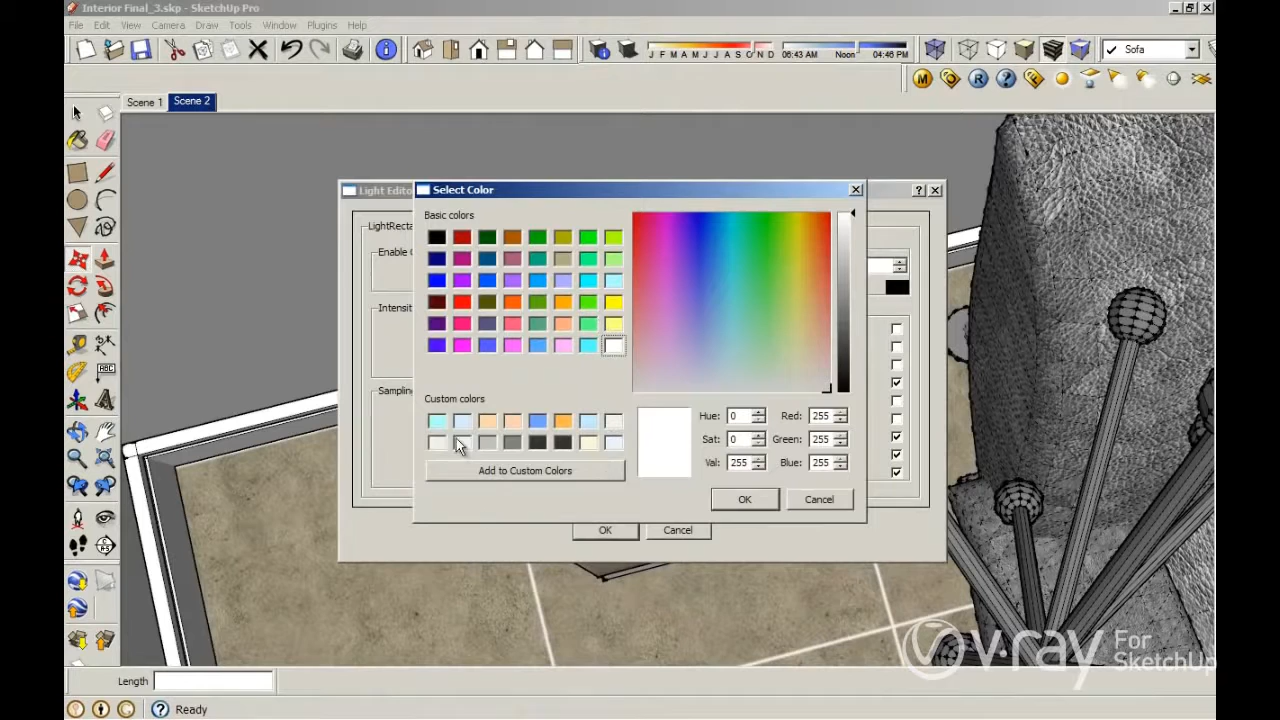 Interior Final_3.skp - SketchUp Pro
File Edit View Camera Draw Tools Window Plugins Help
J F M A M J J A S O N D 06:43 AM Noon 04:46 PM
Sofa
M R ?
Scene 1 Scene 2
Light Edito
Select Color
LightRecta
Enable C
Intensit
Sampling
Basic colors
Custom colors
Hue: 0 Red: 255
Sat: 0 Green: 255
Val: 255 Blue: 255
Add to Custom Colors
OK Cancel
OK Cancel
ABC
vray For
SketchUp
Length
Ready